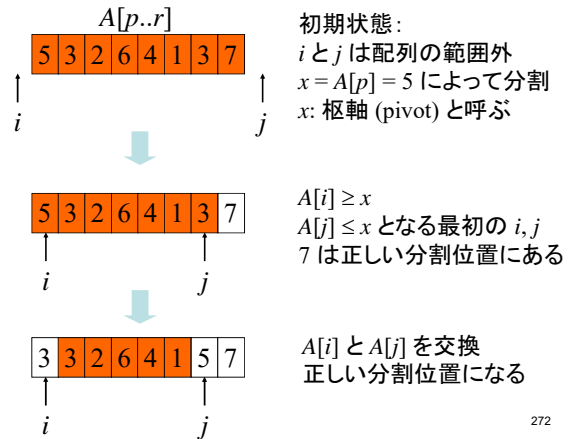 A[p..r]
5 3 2 6 4 1 3 7
i
j
初期状態:
i と j は配列の範囲外
x = A[p] = 5 によって分割
x: 枢軸 (pivot) と呼ぶ
5 3 2 6 4 1 3 7
i
j
A[i] ≥ x
A[j] ≤ x となる最初の i, j
7 は正しい分割位置にある
3 3 2 6 4 1 5 7
i
j
A[i] と A[j] を交換
正しい分割位置になる
272